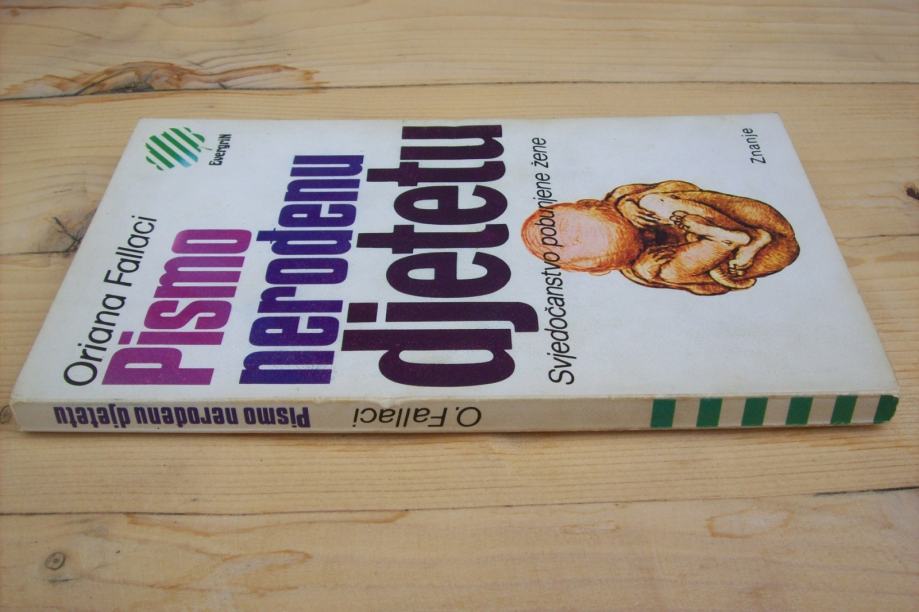 Oriana Fallaci
Pismo
nerođenu
djetetu
Svjedočanstvo pobunjene žene
Znanje
EvergriN
Pismo nerođenu djetetu
O. Fallaci